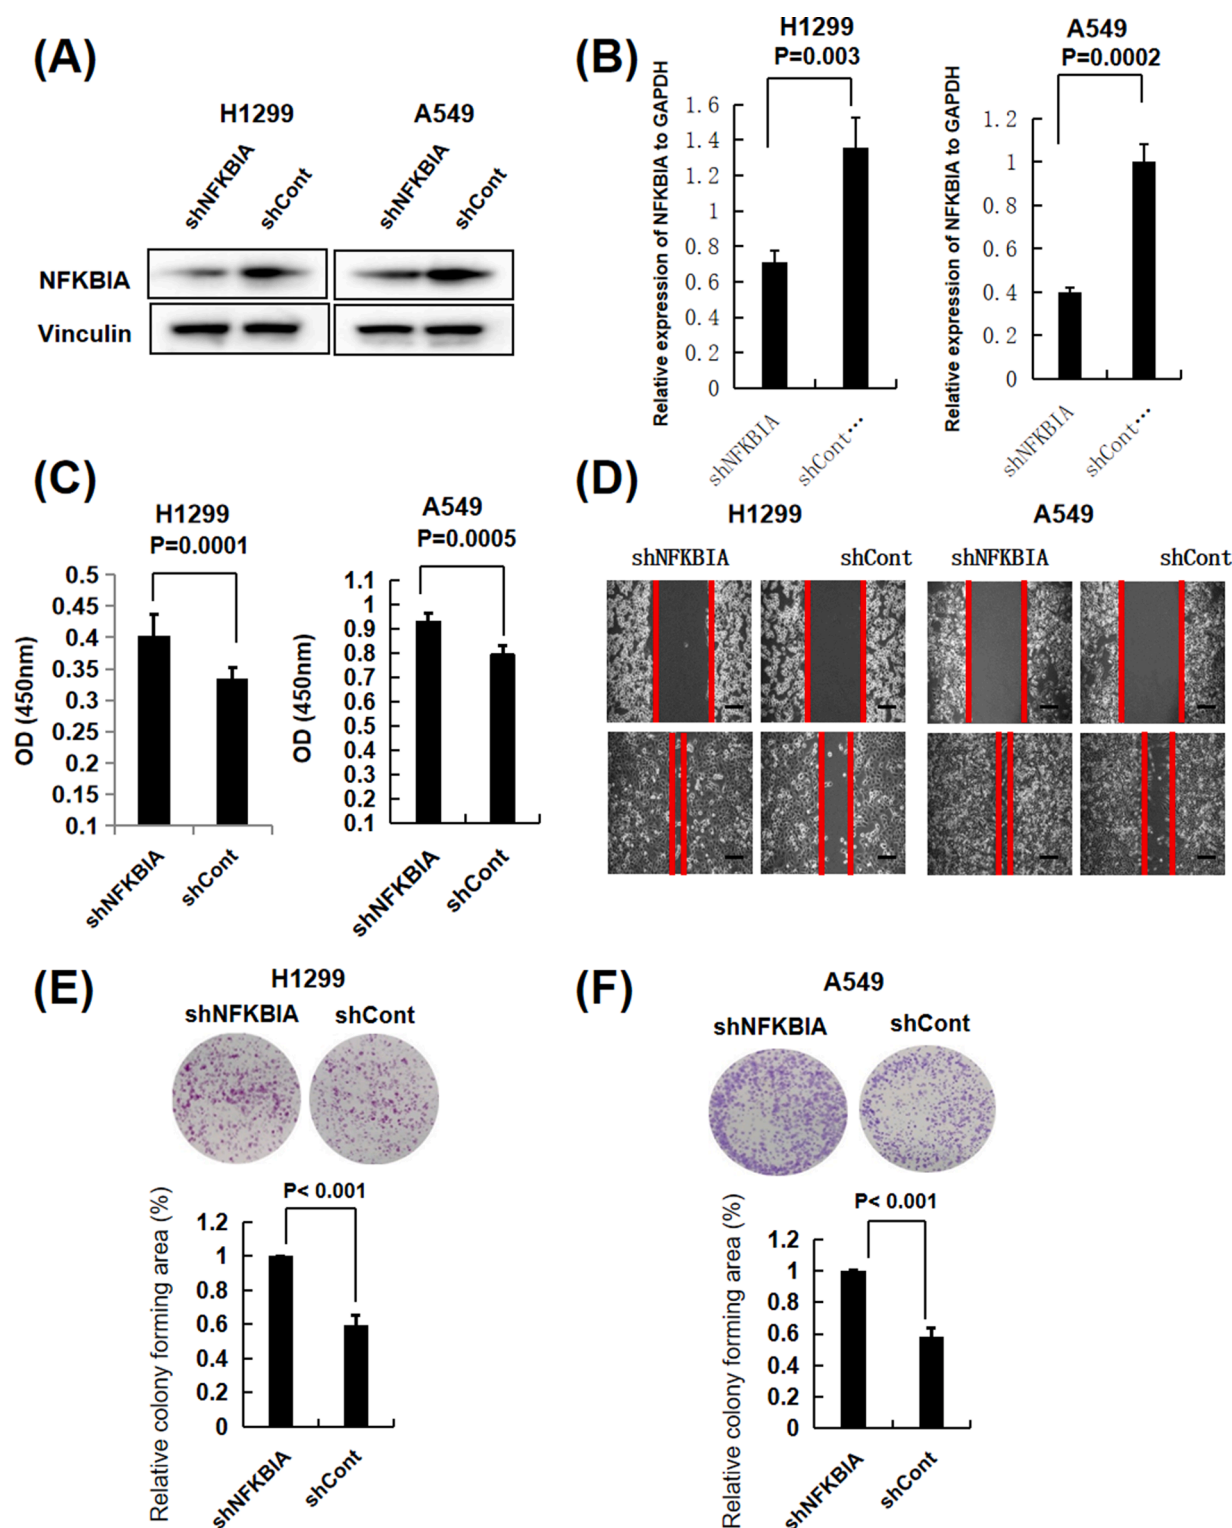 (A)
H1299 A549
shNFKBIA shCont shNFKBIA shCont
NFKBIA
Vinculin
(B)
H1299
P=0.003
Relative expression of NFKBIA to GAPDH
1.6
1.4
1.2
1
0.8
0.6
0.4
0.2
0
shNFKBIA shCont…
A549
P=0.0002
Relative expression of NFKBIA to GAPDH
1.2
1
0.8
0.6
0.4
0.2
0
shNFKBIA shCont…
(C)
H1299
P=0.0001
OD (450nm)
0.5
0.45
0.4
0.35
0.3
0.25
0.2
0.15
0.1
shNFKBIA shCont
A549
P=0.0005
OD (450nm)
1.1
1
0.9
0.8
0.7
0.6
0.5
0.4
0.3
0.2
0.1
shNFKBIA shCont
(D)
H1299 A549
shNFKBIA shCont shNFKBIA shCont
(E)
H1299
shNFKBIA shCont
P< 0.001
Relative colony forming area (%)
1.2
1
0.8
0.6
0.4
0.2
0
shNFKBIA shCont
(F)
A549
shNFKBIA shCont
P< 0.001
Relative colony forming area (%)
1.2
1
0.8
0.6
0.4
0.2
0
shNFKBIA shCont